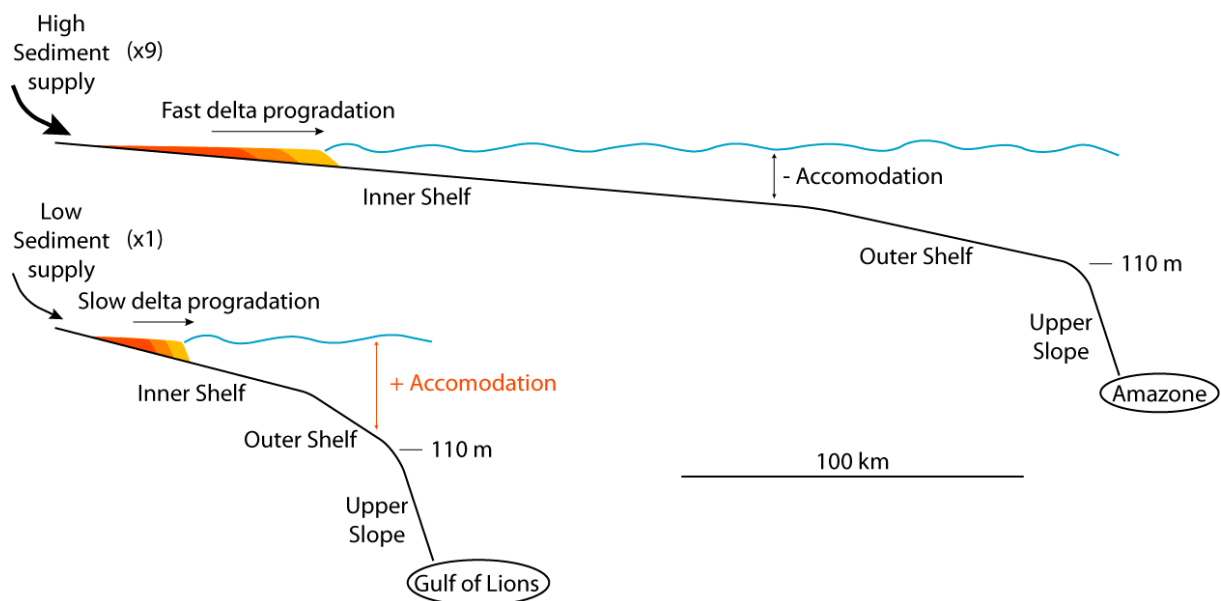 High
Sediment (x9)
supply
Fast delta progradation
- Accomodation
Inner Shelf
Outer Shelf
110 m
Upper
Slope
Amazone
Low
Sediment (x1)
supply
Slow delta progradation
+ Accomodation
Inner Shelf
Outer Shelf
110 m
100 km
Upper
Slope
Gulf of Lions